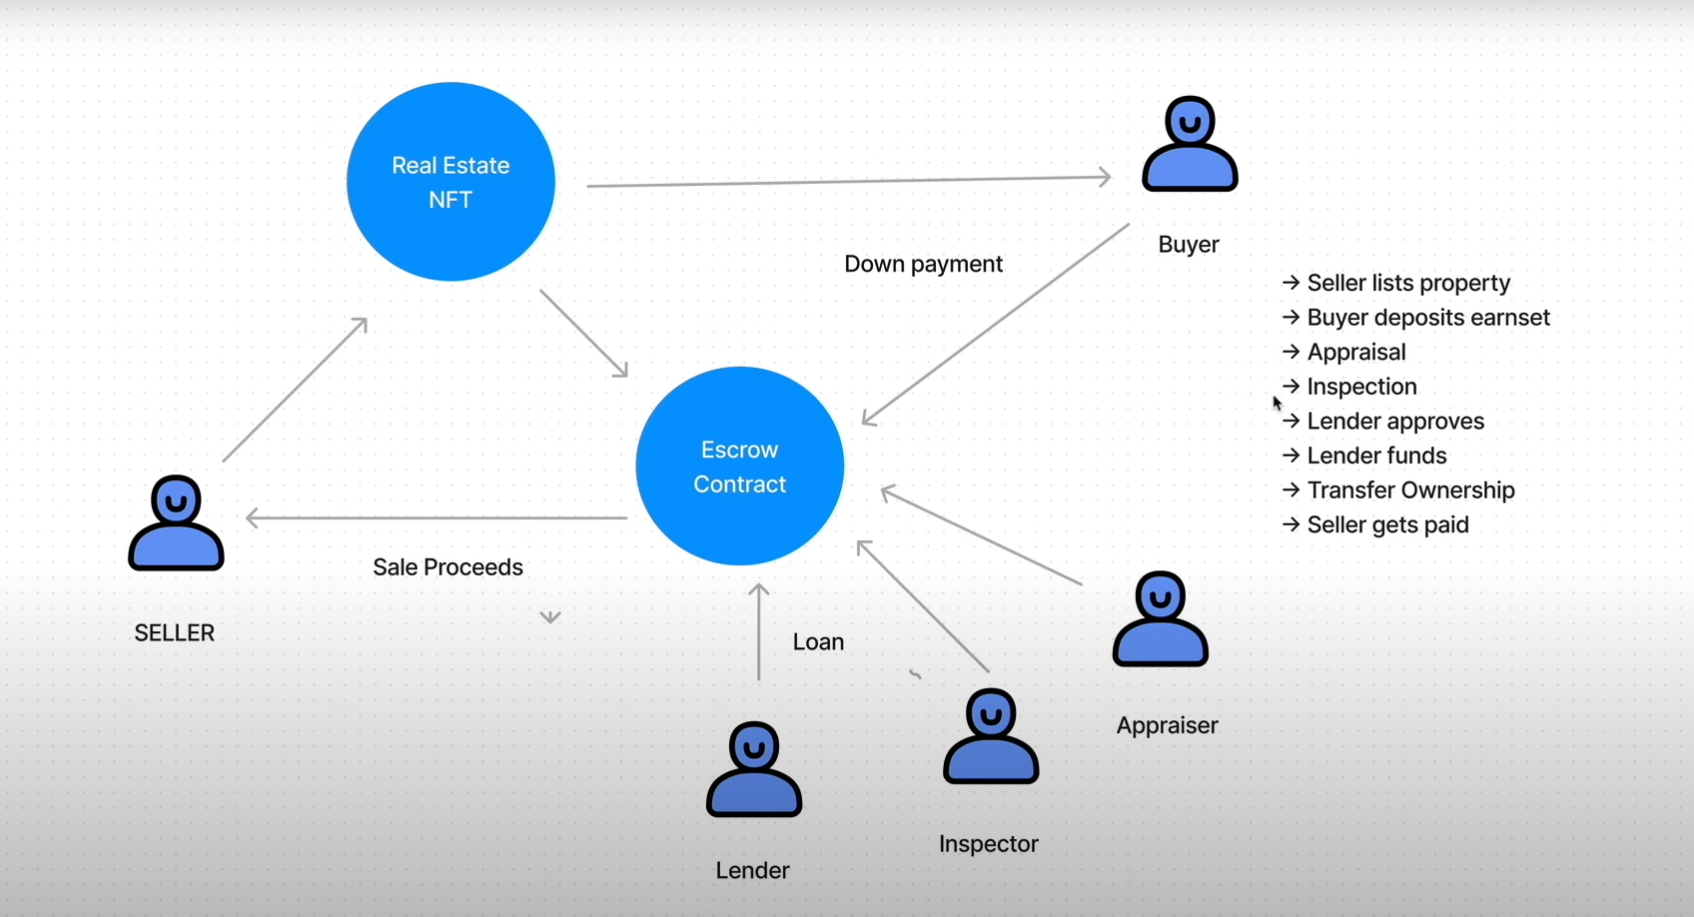 Real Estate
NFT
Buyer
Down payment
→ Seller lists property
→ Buyer deposits earnset
→ Appraisal
→ Inspection
→ Lender approves
→ Lender funds
→ Transfer Ownership
→ Seller gets paid
Escrow
Contract
Sale Proceeds
SELLER
Loan
Appraiser
Inspector
Lender